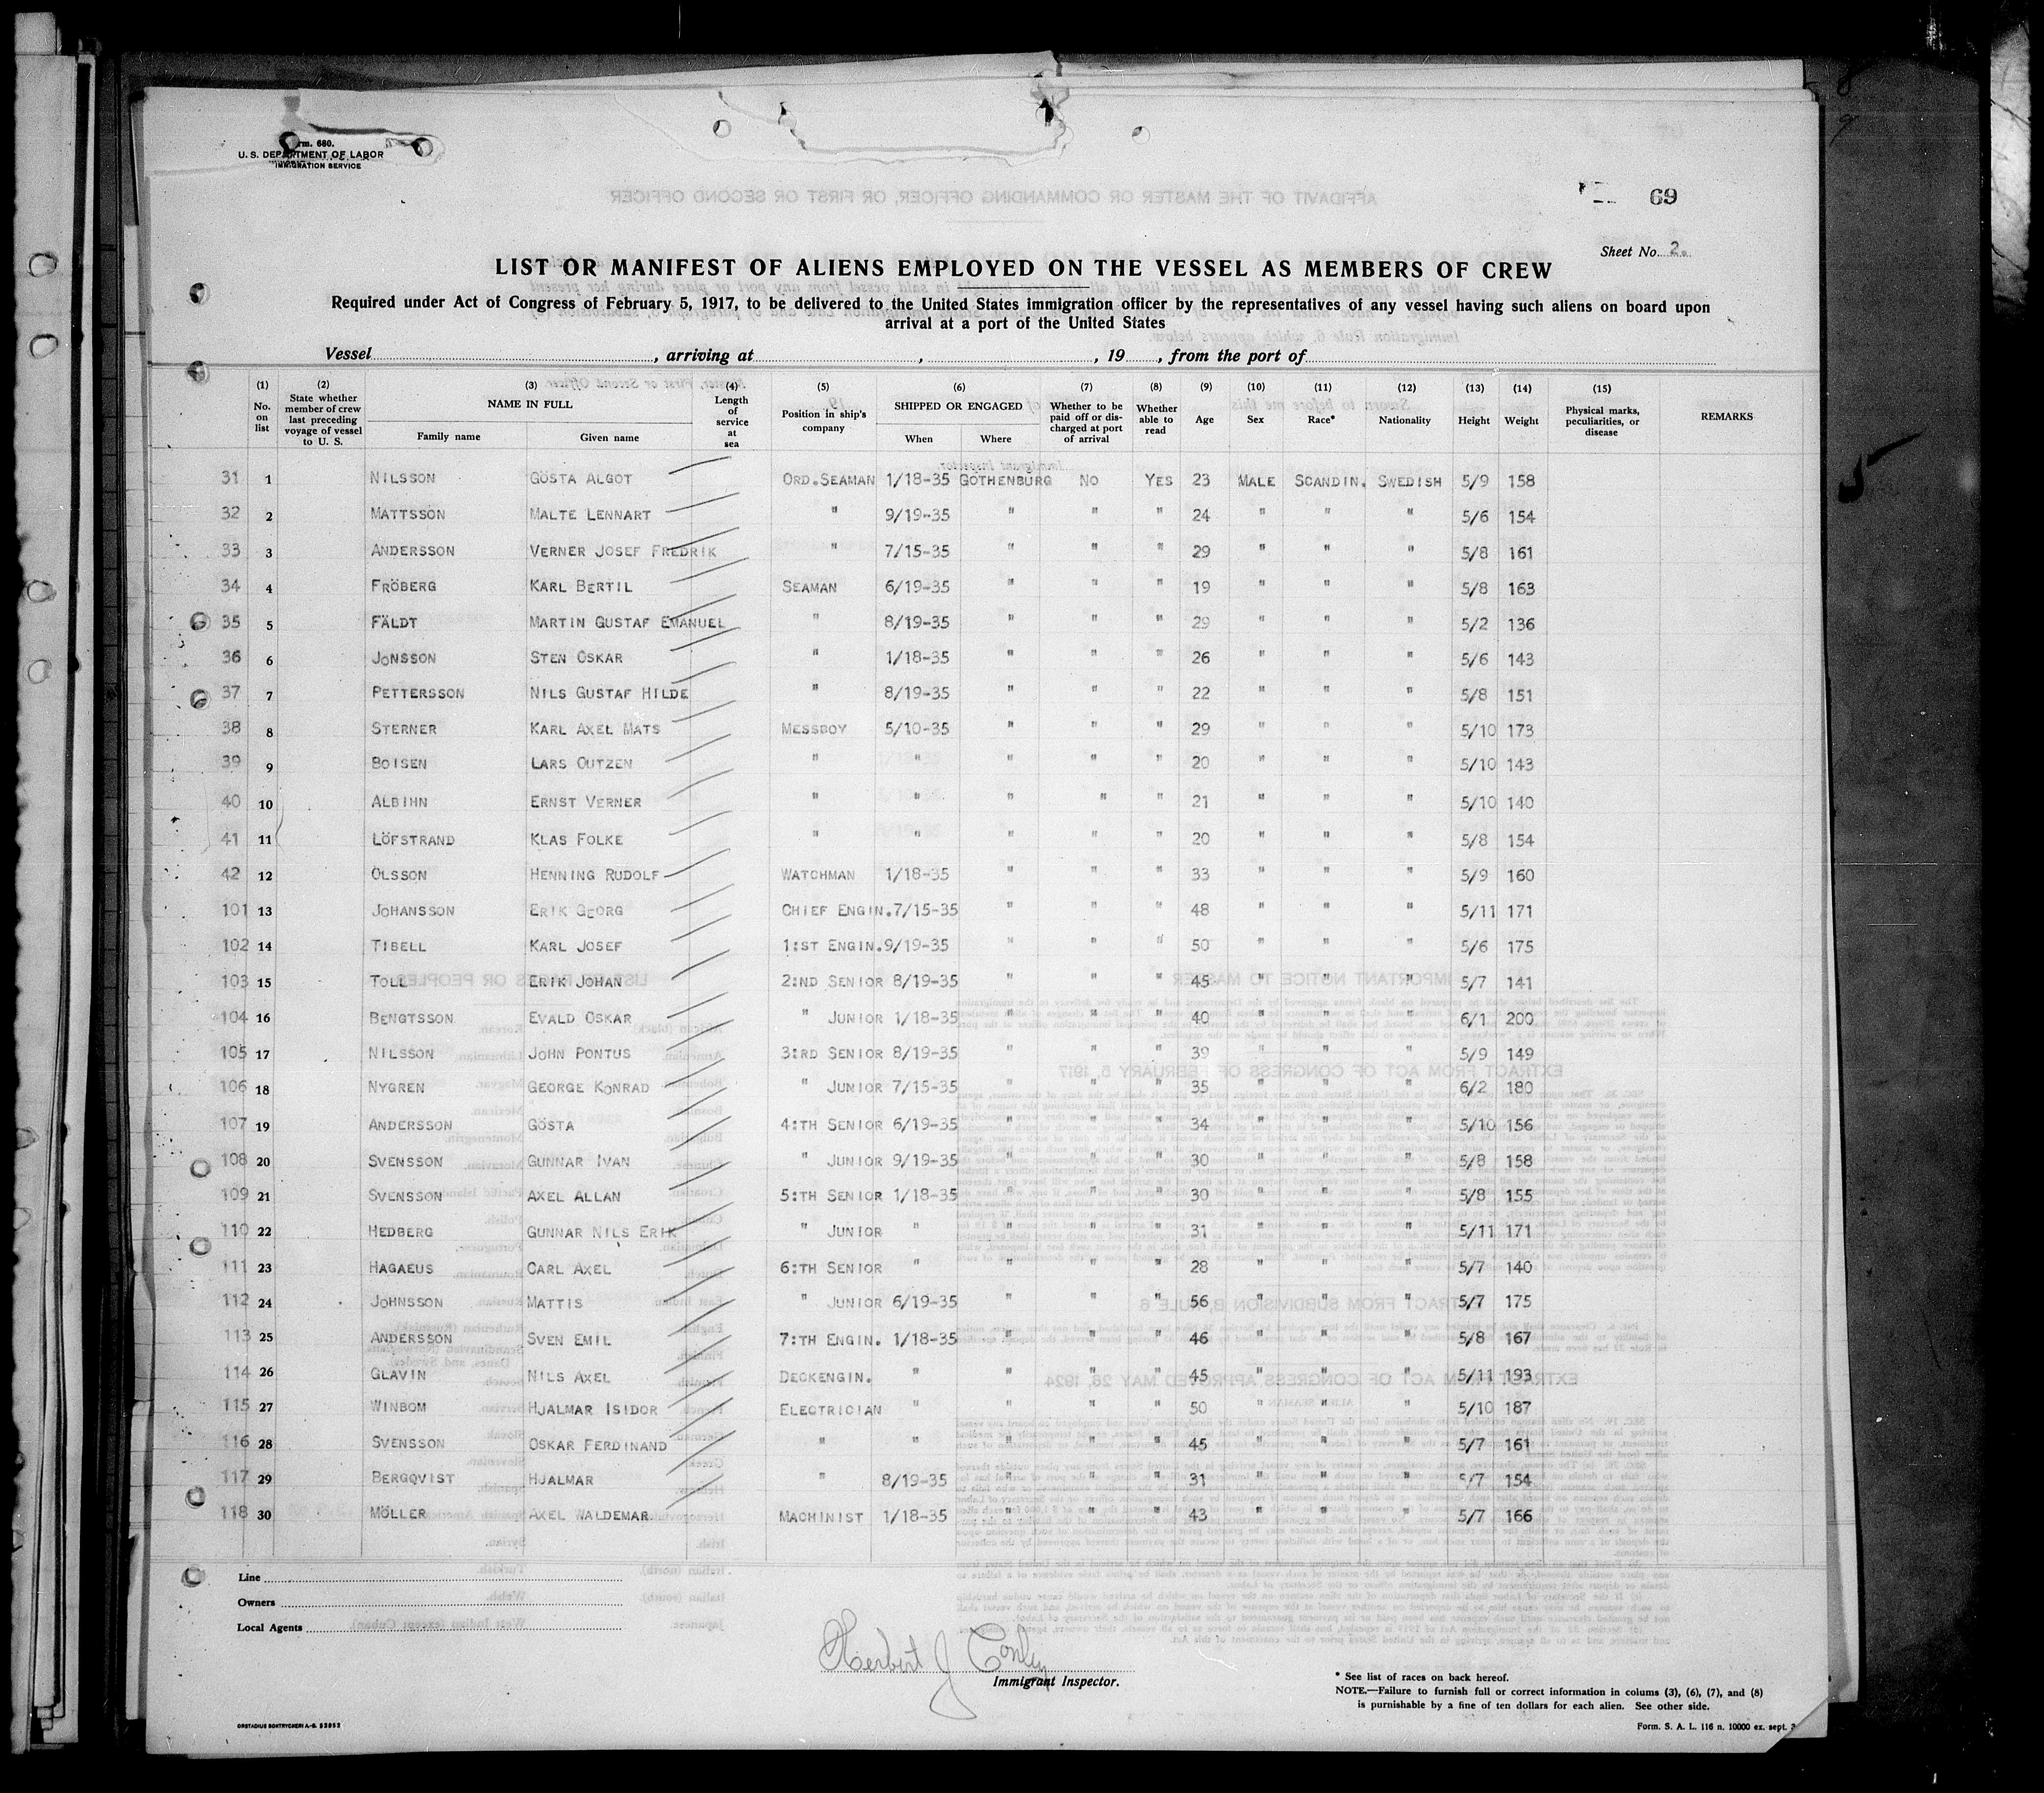 Form. 680.
U. S. DEPARTMENT OF LABOR
IMMIGRATION SERVICE
69
Sheet No. 2.
LIST OR MANIFEST OF ALIENS EMPLOYED ON THE VESSEL AS MEMBERS OF CREW
Required under Act of Congress of February 5, 1917, to be delivered to the United States immigration officer by the representatives of any vessel having such aliens on board upon
arrival at a port of the United States
Vessel , arriving at , , 19 , from the port of
(1) No. on list (2) State whether member of crew last preceding voyage of vessel to U. S. (3) NAME IN FULL Family name Given name (4) Length of service at sea (5) Position in ship's company (6) SHIPPED OR ENGAGED When Where (7) Whether to be paid off or discharged at port of arrival (8) Whether able to read (9) Age (10) Sex (11) Race* (12) Nationality (13) Height (14) Weight (15) Physical marks, peculiarities, or disease REMARKS
31 1 NILSSON GÖSTA ALGOT ORD.SEAMAN 1/18-35 GOTHENBURG NO YES 23 MALE SCANDIN. SWEDISH 5/9 158
32 2 MATTSSON MALTE LENNART " 9/19-35 " " " 24 " " " 5/6 154
33 3 ANDERSSON VERNER JOSEF FREDRIK " 7/15-35 " " " 29 " " " 5/8 161
34 4 FRÖBERG KARL BERTIL SEAMAN 6/19-35 " " " 19 " " " 5/8 163
35 5 FÄLDT MARTIN GUSTAF EMANUEL " 8/19-35 " " " 29 " " " 5/2 136
36 6 JONSSON STEN OSKAR " 1/18-35 " " " 26 " " " 5/6 143
37 7 PETTERSSON NILS GUSTAF HILDE " 8/19-35 " " " 22 " " " 5/8 151
38 8 STERNER KARL AXEL MATS MESSBOY 5/10-35 " " " 29 " " " 5/10 173
39 9 BOISEN LARS OUTZEN " " " " " 20 " " " 5/10 143
40 10 ALBIHN ERNST VERNER " " " " " 21 " " " 5/10 140
41 11 LÖFSTRAND KLAS FOLKE " " " " " 20 " " " 5/8 154
42 12 OLSSON HENNING RUDOLF WATCHMAN 1/18-35 " " " 33 " " " 5/9 160
101 13 JOHANSSON ERIK GEORG CHIEF ENGIN. 7/15-35 " " " 48 " " " 5/11 171
102 14 TIBELL KARL JOSEF 1:ST ENGIN. 9/19-35 " " " 50 " " " 5/6 175
103 15 TOLL ERIK JOHAN 2:ND SENIOR 8/19-35 " " " 45 " " " 5/7 141
104 16 BENGTSSON EVALD OSKAR " JUNIOR 1/18-35 " " " 40 " " " 6/1 200
105 17 NILSSON JOHN PONTUS 3:RD SENIOR 8/19-35 " " " 39 " " " 5/9 149
106 18 NYGREN GEORGE KONRAD " JUNIOR 7/15-35 " " " 35 " " " 6/2 180
107 19 ANDERSSON GÖSTA 4:TH SENIOR 6/19-35 " " " 34 " " " 5/10 156
108 20 SVENSSON GUNNAR IVAN " JUNIOR 9/19-35 " " " 30 " " " 5/8 158
109 21 SVENSSON AXEL ALLAN 5:TH SENIOR 1/18-35 " " " 30 " " " 5/8 155
110 22 HEDBERG GUNNAR NILS ERIK " JUNIOR " " " " 31 " " " 5/11 171
111 23 HAGAEUS CARL AXEL 6:TH SENIOR " " " " 28 " " " 5/7 140
112 24 JOHNSSON MATTIS " JUNIOR 6/19-35 " " " 56 " " " 5/7 175
113 25 ANDERSSON SVEN EMIL 7:TH ENGIN. 1/18-35 " " " 46 " " " 5/8 167
114 26 GLAVIN NILS AXEL DECKENGIN. " " " " 45 " " " 5/11 193
115 27 WINBOM HJALMAR ISIDOR ELECTRICIAN " " " " 50 " " " 5/10 187
116 28 SVENSSON OSKAR FERDINAND " " " " " 45 " " " 5/7 161
117 29 BERGQVIST HJALMAR " 8/19-35 " " " 31 " " " 5/7 154
118 30 MÖLLER AXEL WALDEMAR MACHINIST 1/18-35 " " " 43 " " " 5/7 166
Line
Owners
Local Agents
Herbert J Conley
Immigrant Inspector.
* See list of races on back hereof.
NOTE.—Failure to furnish full or correct information in colums (3), (6), (7), and (8)
is purnishable by a fine of ten dollars for each alien. See other side.
Form. S. A. L. 116 n. 10000 ex. sept.